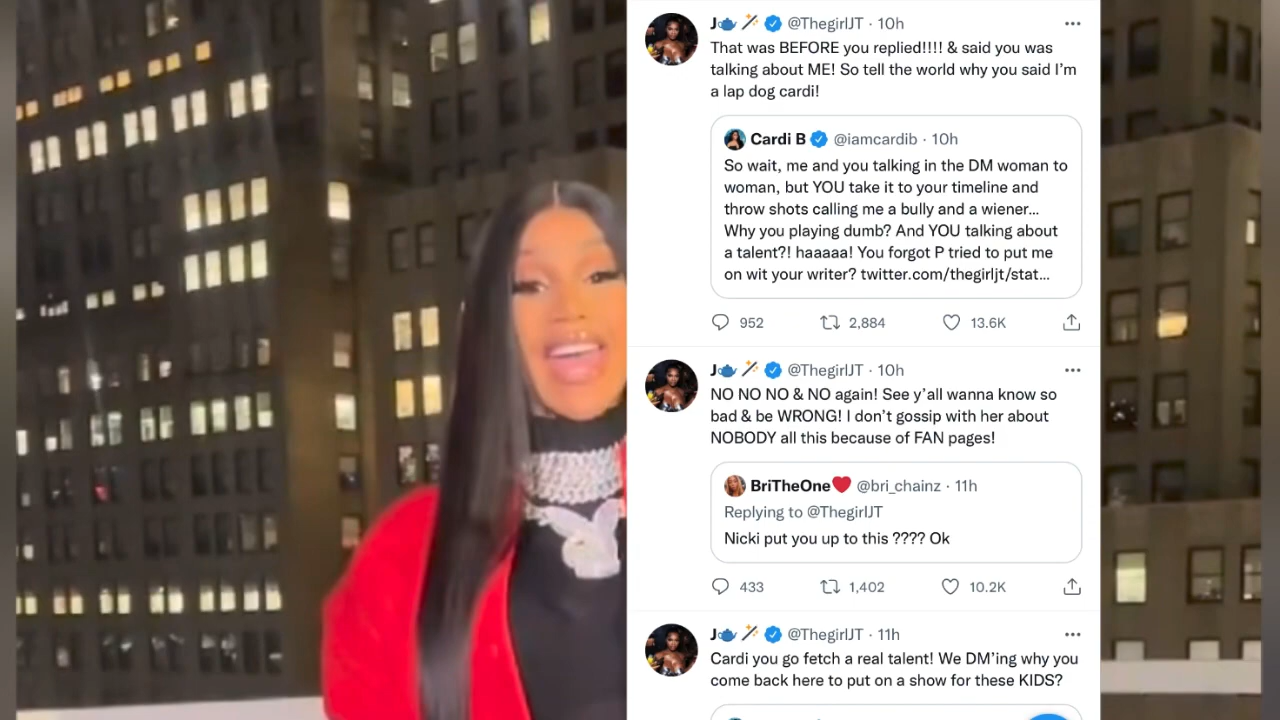 J🫖🪄 @ThegirlJT · 10h
That was BEFORE you replied!!!! & said you was
talking about ME! So tell the world why you said I’m
a lap dog cardi!
Cardi B @iamcardib · 10h
So wait, me and you talking in the DM woman to
woman, but YOU take it to your timeline and
throw shots calling me a bully and a wiener...
Why you playing dumb? And YOU talking about
a talent?! haaaaa! You forgot P tried to put me
on wit your writer? twitter.com/thegirljt/stat...
952 2,884 13.6K
J🫖🪄 @ThegirlJT · 10h
NO NO NO & NO again! See y’all wanna know so
bad & be WRONG! I don’t gossip with her about
NOBODY all this because of FAN pages!
BriTheOne❤️ @bri_chainz · 11h
Replying to @ThegirlJT
Nicki put you up to this ???? Ok
433 1,402 10.2K
J🫖🪄 @ThegirlJT · 11h
Cardi you go fetch a real talent! We DM’ing why you
come back here to put on a show for these KIDS?